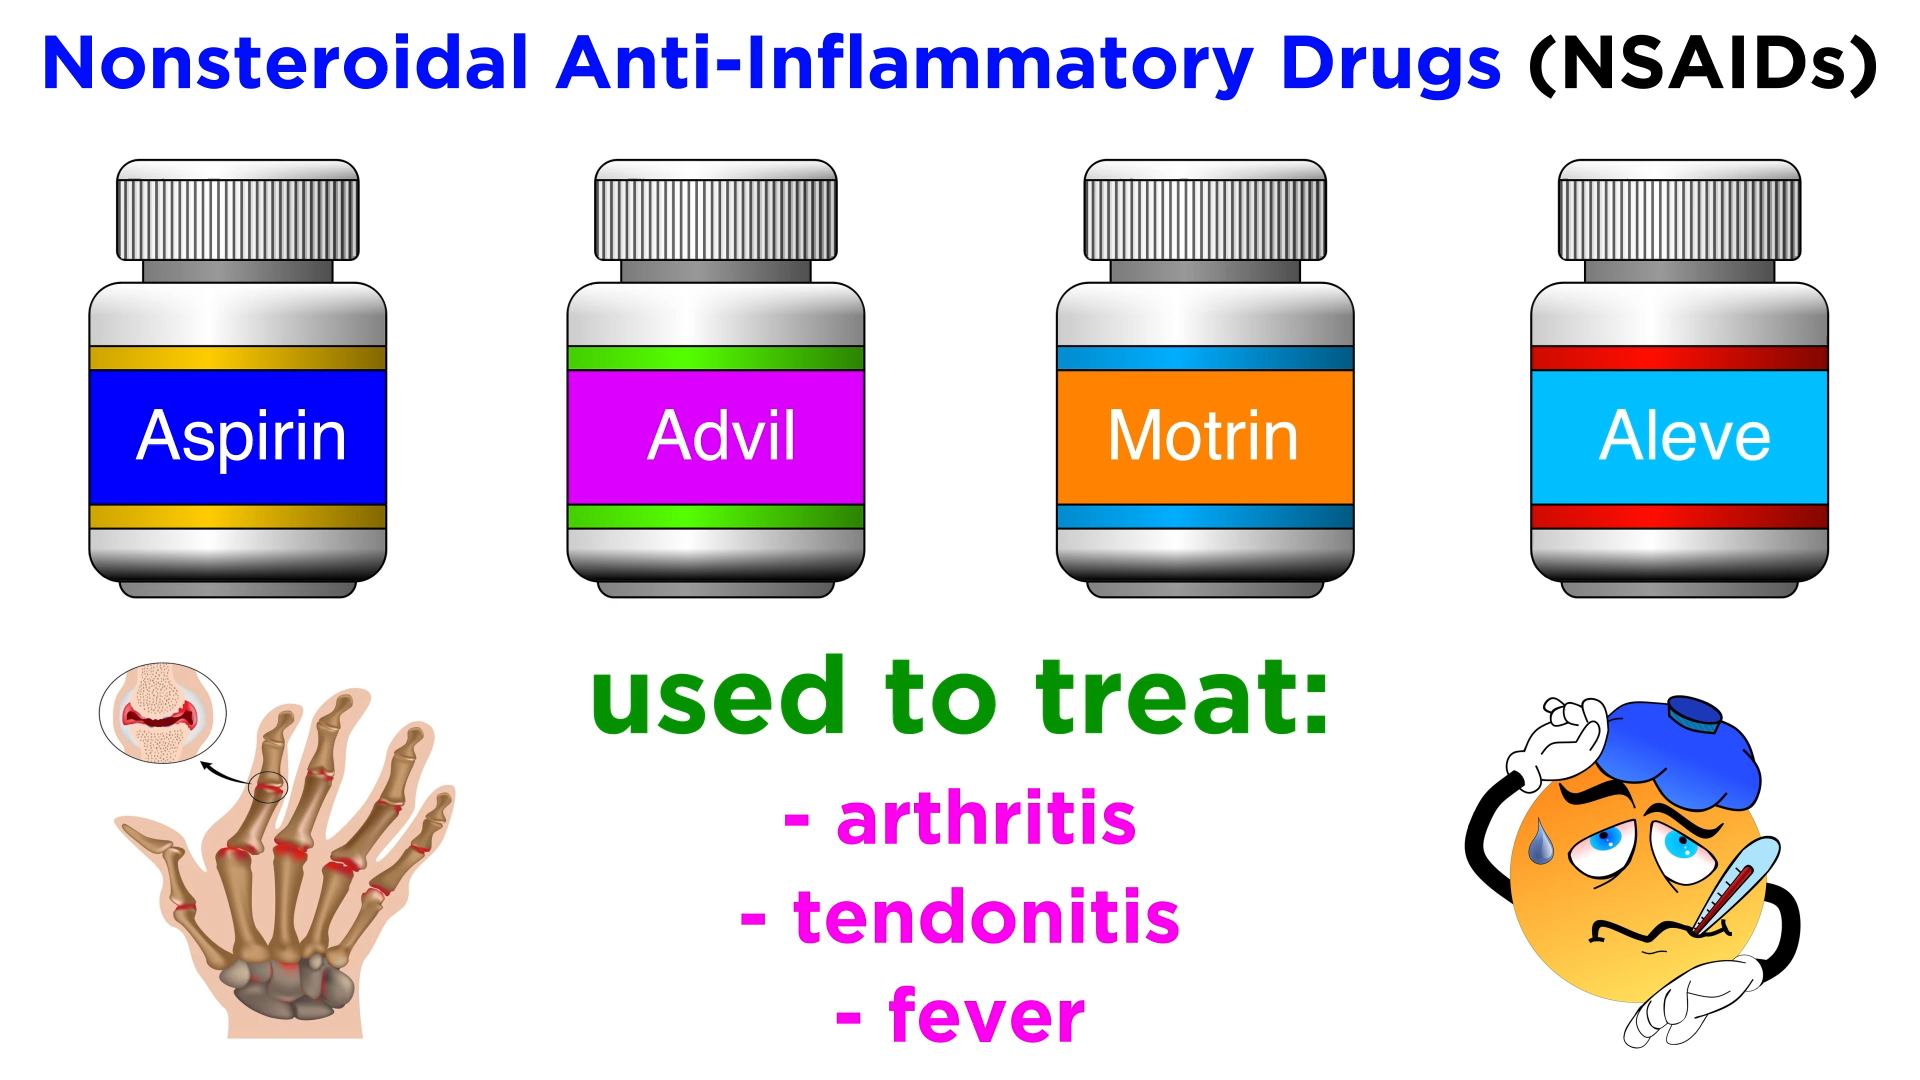 Nonsteroidal Anti-Inflammatory Drugs (NSAIDs)
Aspirin
Advil
Motrin
Aleve
used to treat:
- arthritis
- tendonitis
- fever